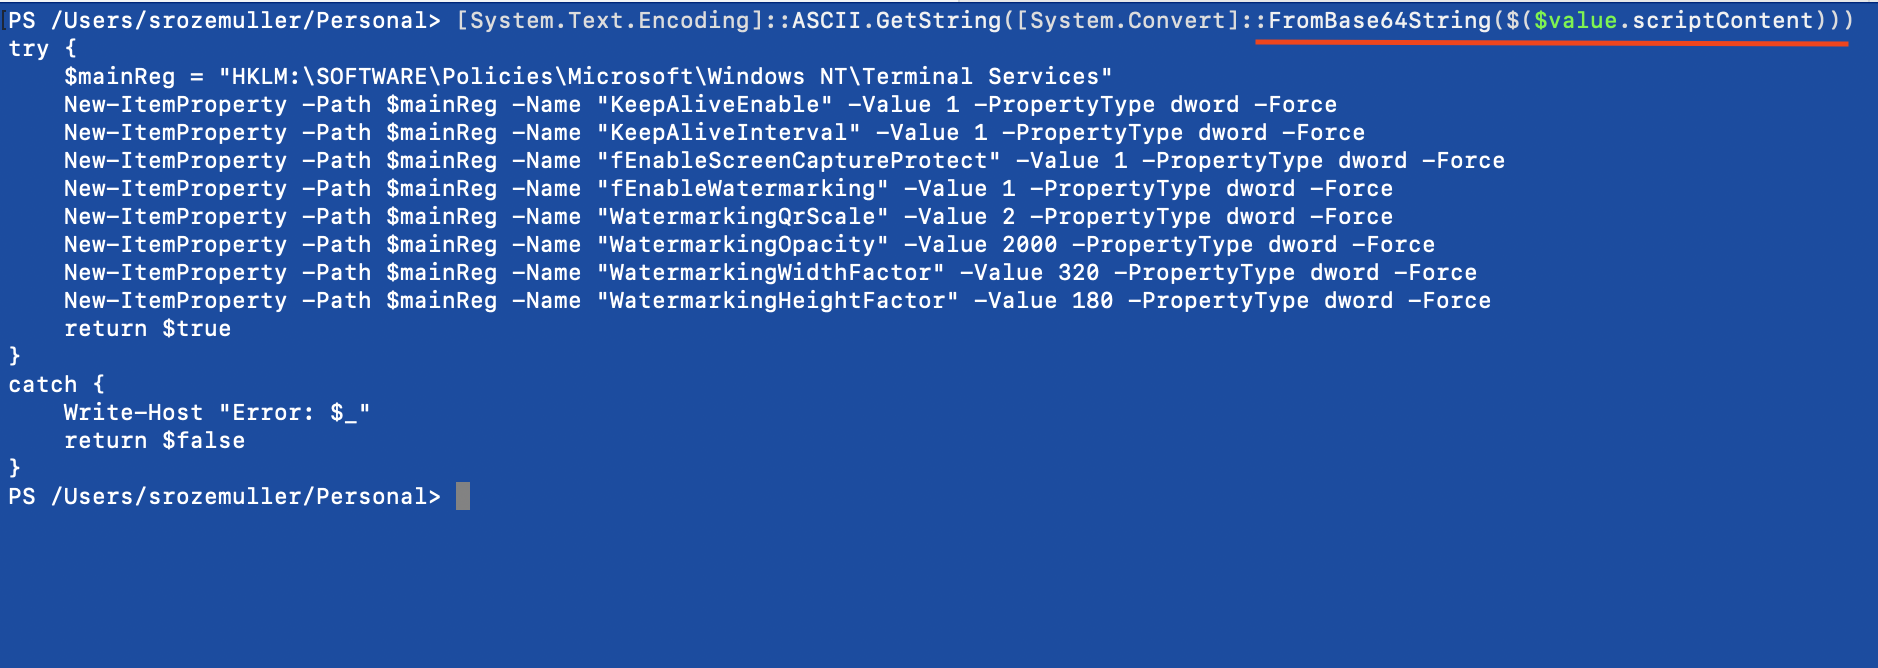 PS /Users/srozemuller/Personal> [System.Text.Encoding]::ASCII.GetString([System.Convert]::FromBase64String($($value.scriptContent)))
try {
    $mainReg = "HKLM:\SOFTWARE\Policies\Microsoft\Windows NT\Terminal Services"
    New-ItemProperty -Path $mainReg -Name "KeepAliveEnable" -Value 1 -PropertyType dword -Force
    New-ItemProperty -Path $mainReg -Name "KeepAliveInterval" -Value 1 -PropertyType dword -Force
    New-ItemProperty -Path $mainReg -Name "fEnableScreenCaptureProtect" -Value 1 -PropertyType dword -Force
    New-ItemProperty -Path $mainReg -Name "fEnableWatermarking" -Value 1 -PropertyType dword -Force
    New-ItemProperty -Path $mainReg -Name "WatermarkingQrScale" -Value 2 -PropertyType dword -Force
    New-ItemProperty -Path $mainReg -Name "WatermarkingOpacity" -Value 2000 -PropertyType dword -Force
    New-ItemProperty -Path $mainReg -Name "WatermarkingWidthFactor" -Value 320 -PropertyType dword -Force
    New-ItemProperty -Path $mainReg -Name "WatermarkingHeightFactor" -Value 180 -PropertyType dword -Force
    return $true
}
catch {
    Write-Host "Error: $_"
    return $false
}
PS /Users/srozemuller/Personal>